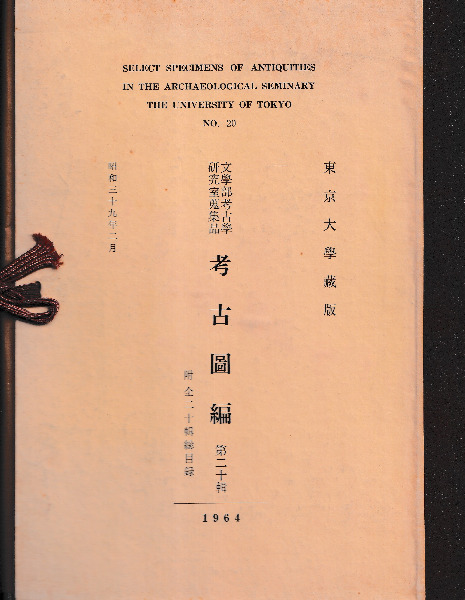 SELECT SPECIMENS OF ANTIQUITIES
IN THE ARCHAEOLOGICAL SEMINARY
THE UNIVERSITY OF TOKYO
NO. 20
東京大學藏版
文學部考古學
研究室蒐集品
考古圖編 第二十輯
附全二十輯總目錄
昭和三十九年二月
1964